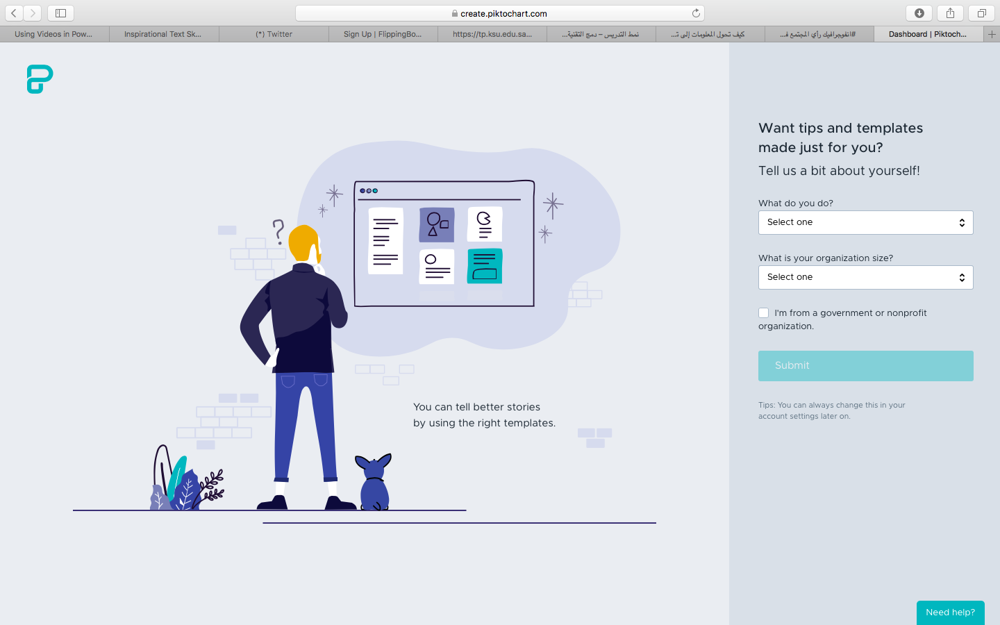 create.piktochart.com
Using Videos in Pow...
Inspirational Text Sk...
(*) Twitter
Sign Up | FlippingBo...
https://tp.ksu.edu.sa...
نمط التدريس – دمج التقنية...
كيف تحول المعلومات إلى ت...
#انفوجرافيك رأي المجتمع ف...
Dashboard | Piktoch...
Want tips and templates
made just for you?
Tell us a bit about yourself!
What do you do?
Select one
What is your organization size?
Select one
I'm from a government or nonprofit
organization.
Submit
Tips: You can always change this in your
account settings later on.
?
You can tell better stories
by using the right templates.
Need help?